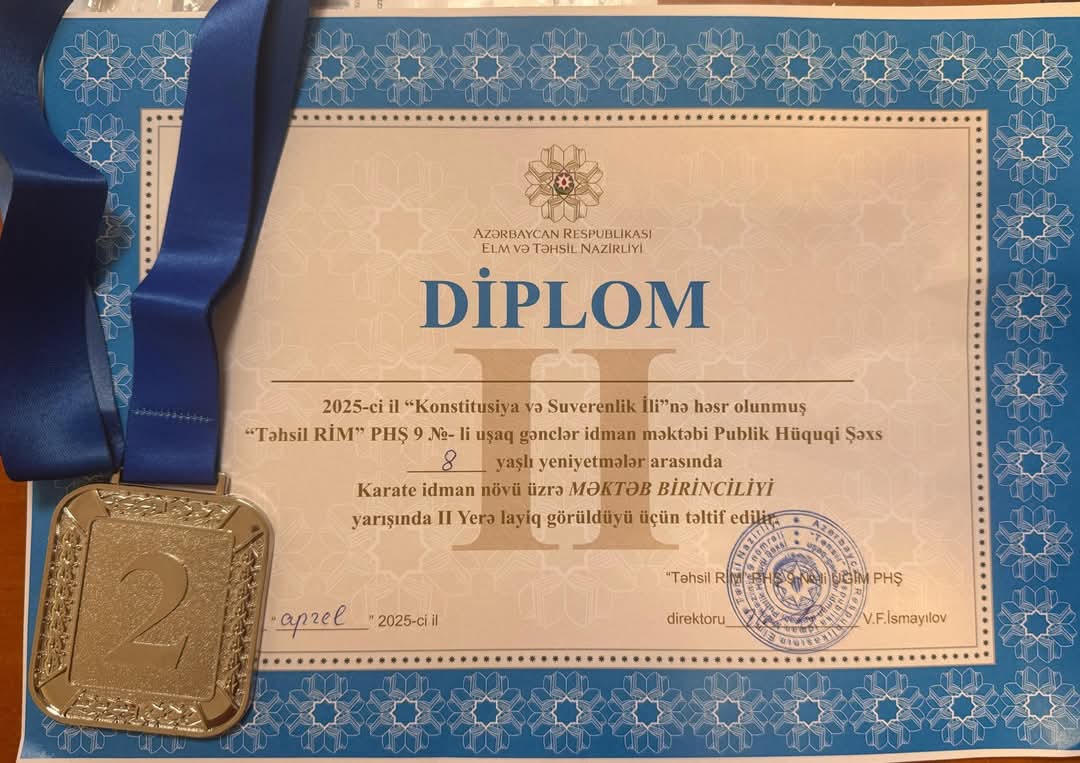 AZƏRBAYCAN RESPUBLİKASI
ELM VƏ TƏHSİL NAZİRLİYİ
DİPLOM
II
2025-ci il “Konstitusiya və Suverenlik İli”nə həsr olunmuş
“Təhsil RİM” PHŞ 9 №- li uşaq gənclər idman məktəbi Publik Hüquqi Şəxs
8 yaşlı yeniyetmələr arasında
Karate idman növü üzrə MƏKTƏB BİRİNCİLİYİ
yarışında II Yerə layiq görüldüyü üçün təltif edilir.
“Təhsil RİM” PHŞ 9 №-li UGİM PHŞ
“ aprel ” 2025-ci il
direktoru V.F.İsmayılov
2